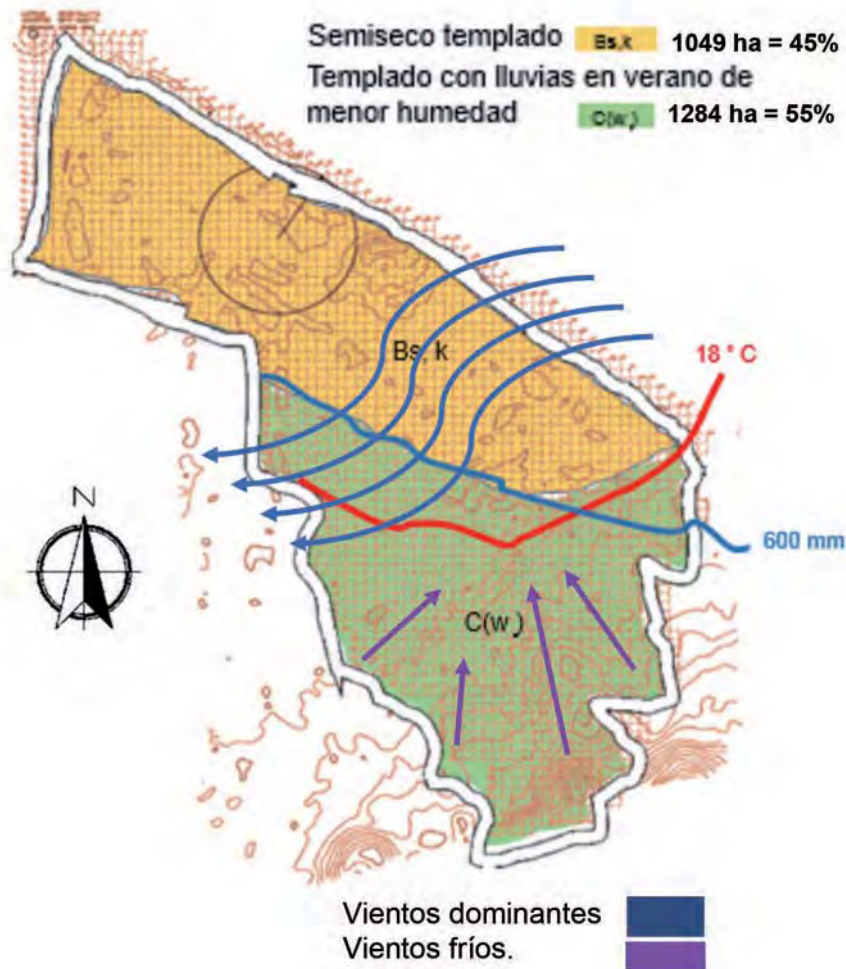 Semiseco templado Bs,k 1049 ha = 45%
Templado con lluvias en verano de
menor humedad C(w,) 1284 ha = 55%
Bs, k
18 ° C
N
600 mm
C(w,)
Vientos dominantes
Vientos fríos.